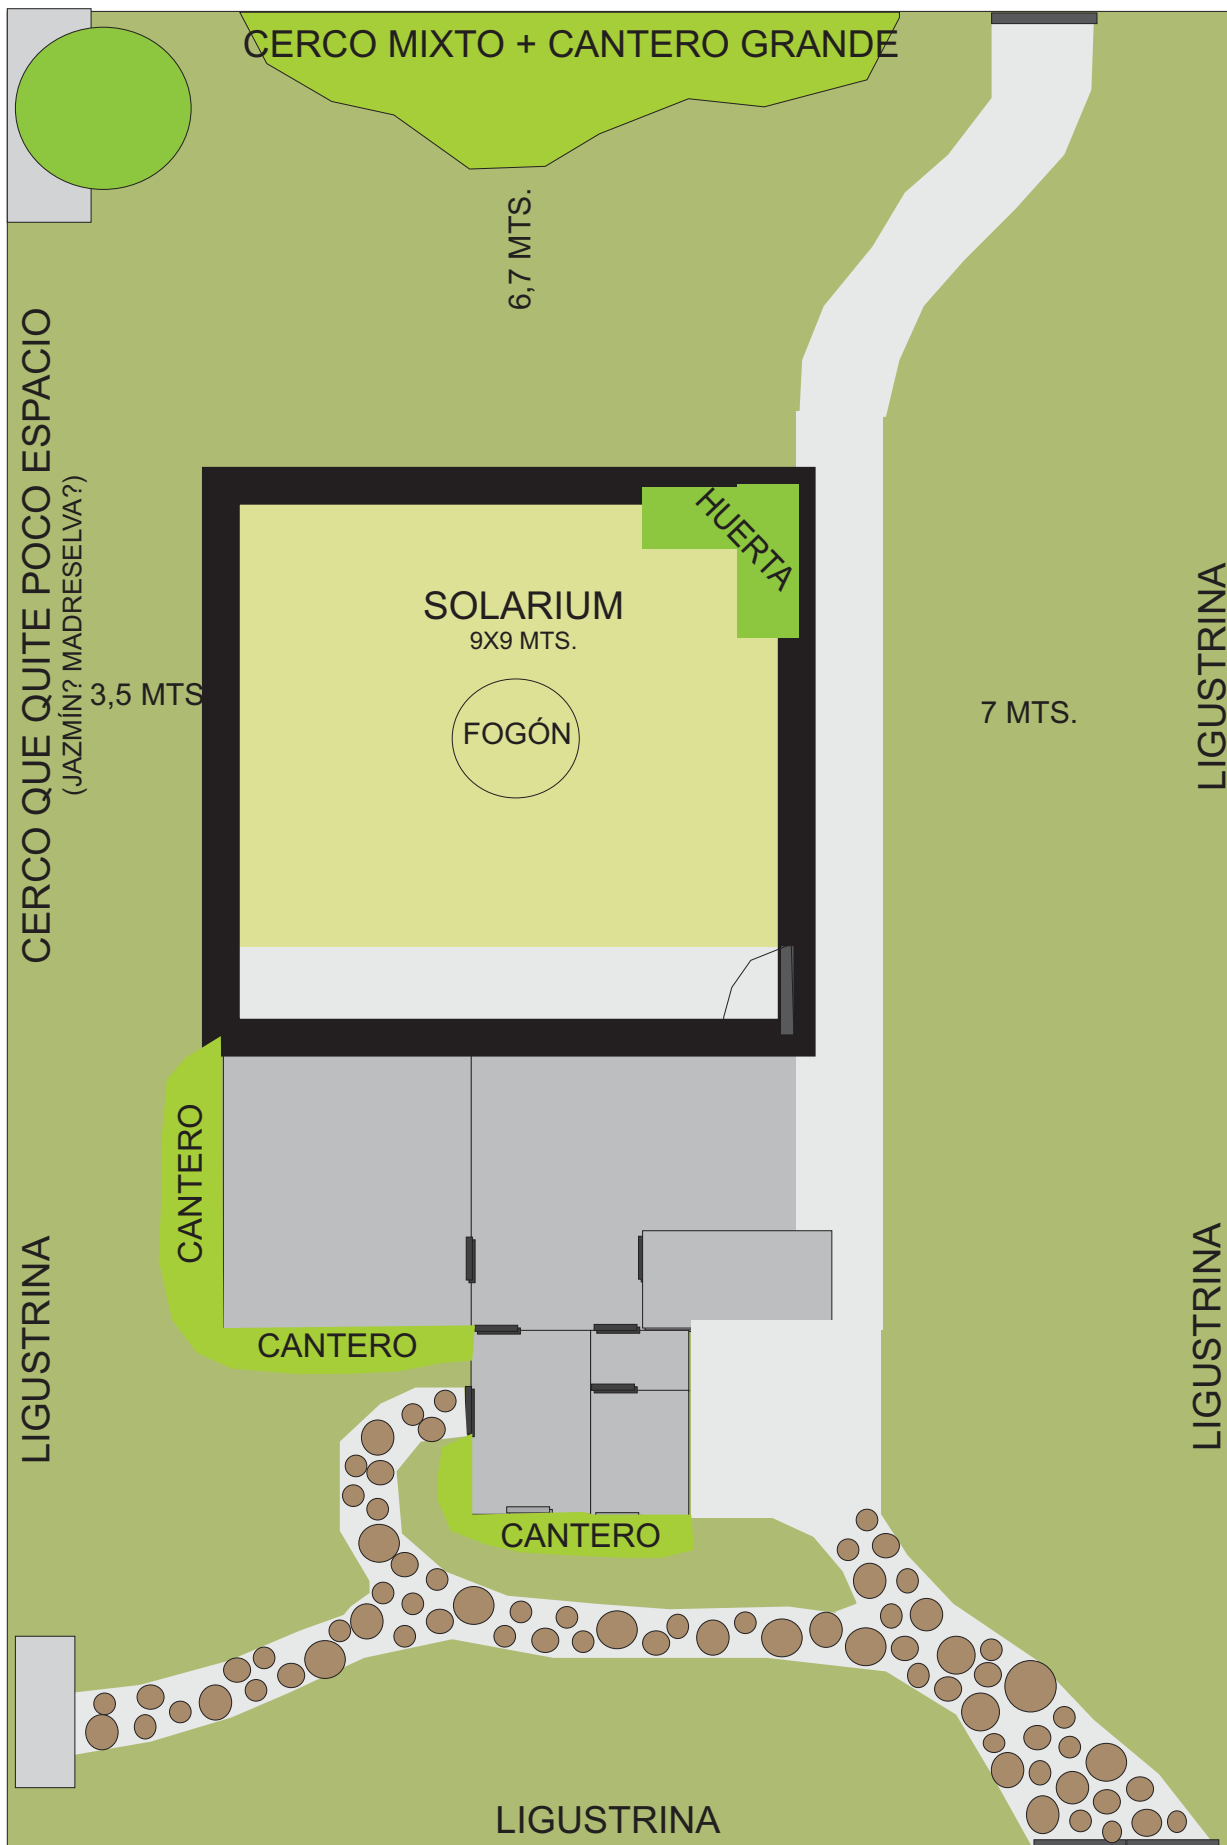 CERCO MIXTO + CANTERO GRANDE
6,7 MTS.
CERCO QUE QUITE POCO ESPACIO
(JAZMÍN? MADRESELVA?)
HUERTA
SOLARIUM
9X9 MTS.
3,5 MTS
FOGÓN
7 MTS.
LIGUSTRINA
CANTERO
CANTERO
LIGUSTRINA
LIGUSTRINA
CANTERO
LIGUSTRINA